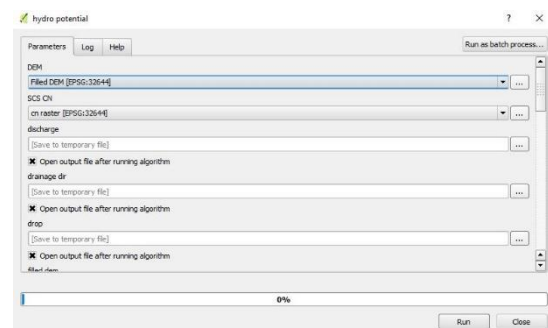 hydro potential
? ×
Parameters Log Help Run as batch process...
DEM
Filled DEM [EPSG:32644] ...
SCS CN
cn raster [EPSG:32644] ...
discharge
[Save to temporary file] ...
Open output file after running algorithm
drainage dir
[Save to temporary file] ...
Open output file after running algorithm
drop
[Save to temporary file] ...
Open output file after running algorithm
filled dem
0%
Run Close